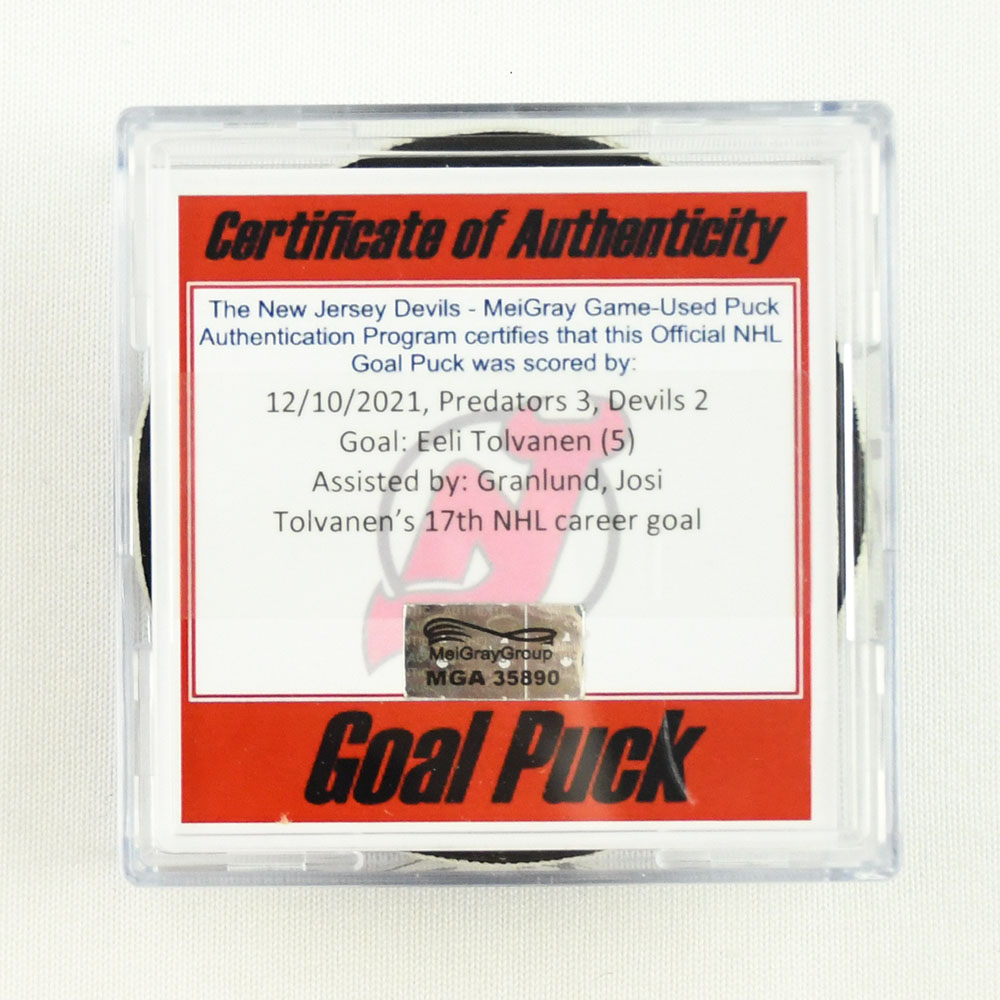 Certificate of Authenticity
The New Jersey Devils - MeiGray Game-Used Puck
Authentication Program certifies that this Official NHL
Goal Puck was scored by:
12/10/2021, Predators 3, Devils 2
Goal: Eeli Tolvanen (5)
Assisted by: Granlund, Josi
Tolvanen's 17th NHL career goal
MeiGrayGroup
MGA 35890
Goal Puck